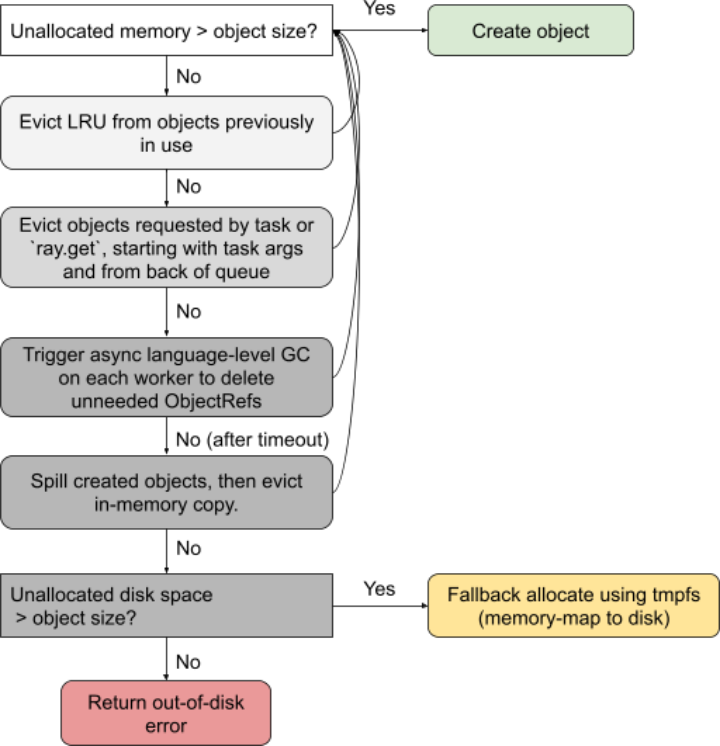 Unallocated memory > object size?
Yes
Create object
No
Evict LRU from objects previously
in use
No
Evict objects requested by task or
`ray.get`, starting with task args
and from back of queue
No
Trigger async language-level GC
on each worker to delete
unneeded ObjectRefs
No (after timeout)
Spill created objects, then evict
in-memory copy.
No
Unallocated disk space
> object size?
Yes
Fallback allocate using tmpfs
(memory-map to disk)
No
Return out-of-disk
error